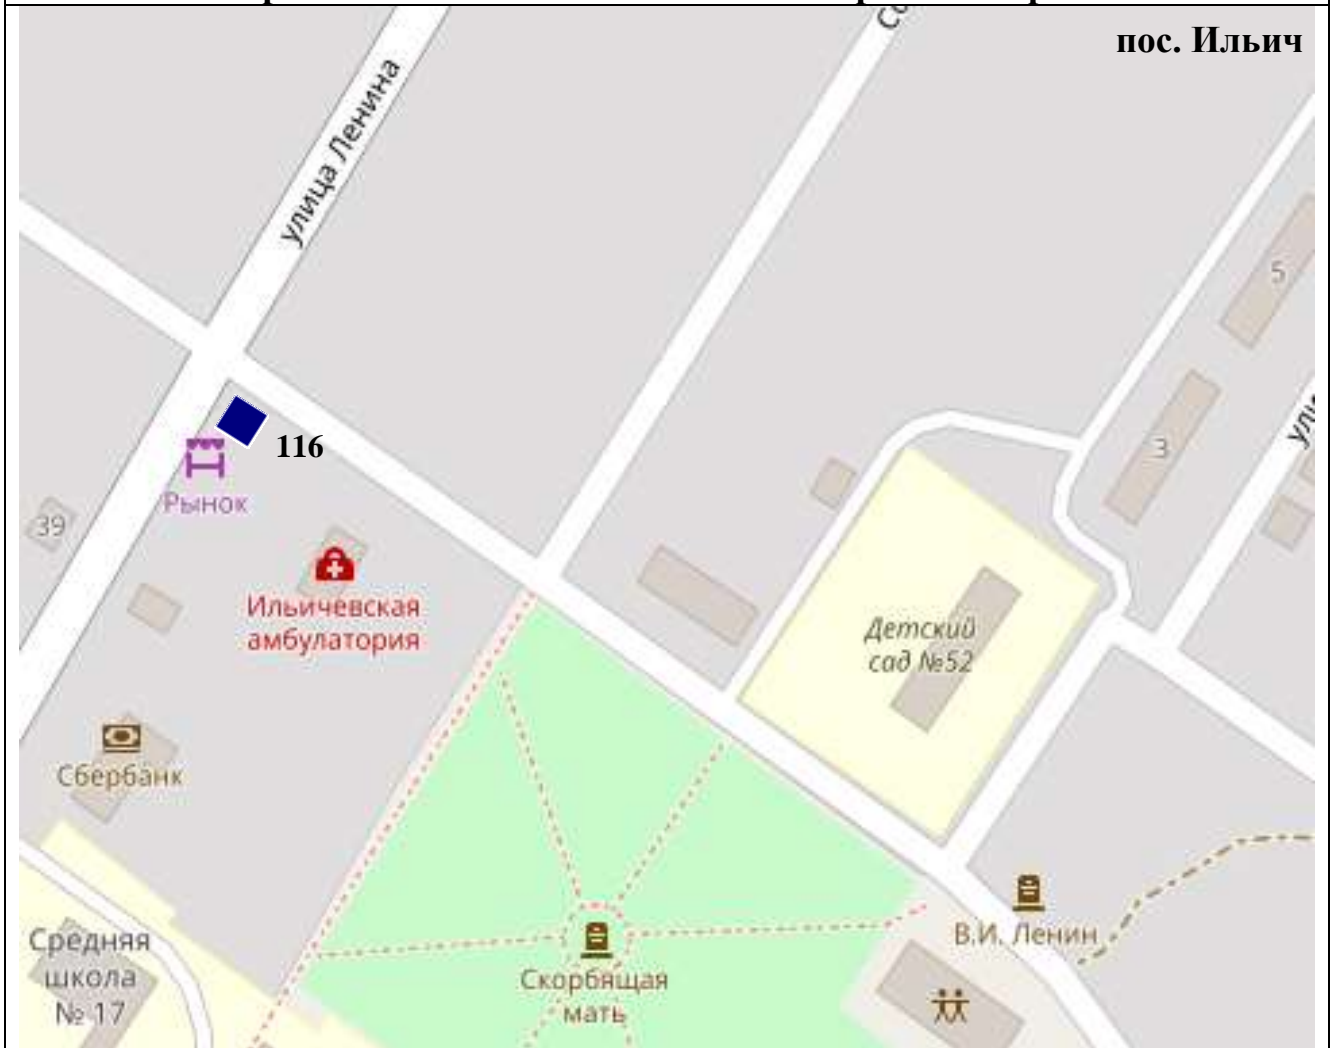 пос. Ильич
улица Ленина
5
3
116
Рынок
39
Ильичевская
амбулатория
Детский
сад №52
Сбербанк
В.И. Ленин
Средняя
школа
№ 17
Скорбящая
мать